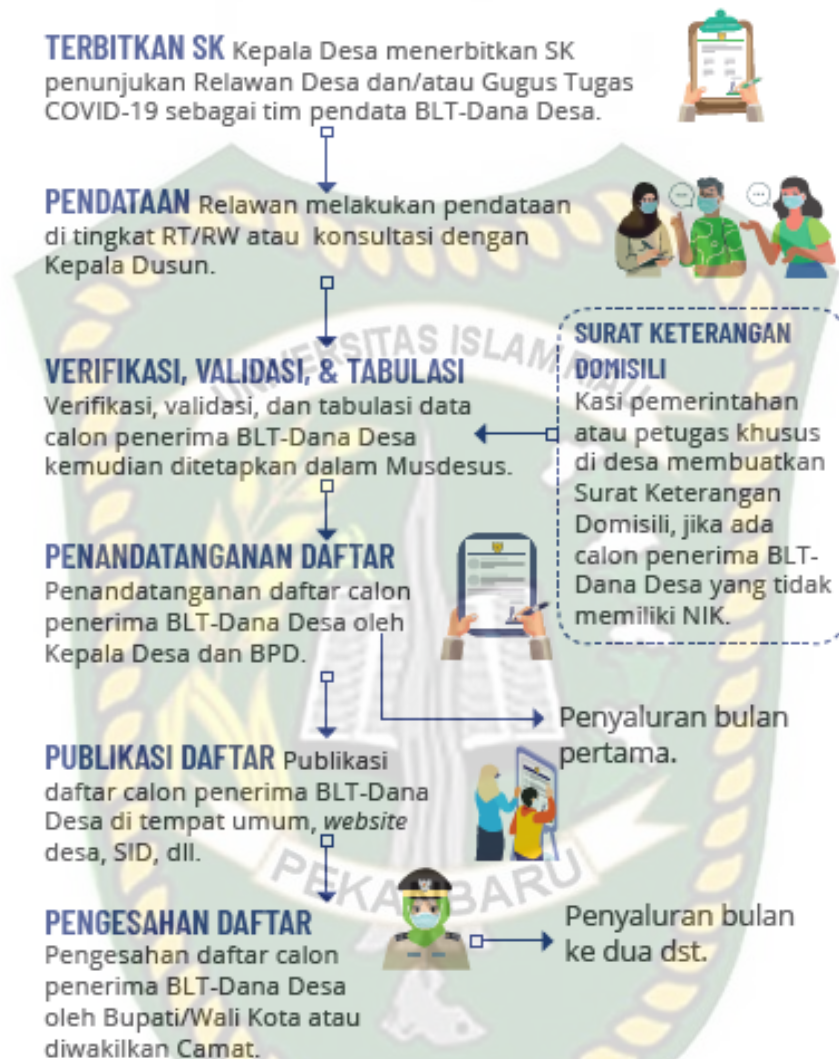 TERBITKAN SK Kepala Desa menerbitkan SK
penunjukan Relawan Desa dan/atau Gugus Tugas
COVID-19 sebagai tim pendata BLT-Dana Desa.
PENDATAAN Relawan melakukan pendataan
di tingkat RT/RW atau konsultasi dengan
Kepala Dusun.
VERIFIKASI, VALIDASI, & TABULASI
Verifikasi, validasi, dan tabulasi data
calon penerima BLT-Dana Desa
kemudian ditetapkan dalam Musdesus.
SURAT KETERANGAN
DOMISILI
Kasi pemerintahan
atau petugas khusus
di desa membuatkan
Surat Keterangan
Domisili, jika ada
calon penerima BLT-
Dana Desa yang tidak
memiliki NIK.
PENANDATANGANAN DAFTAR
Penandatanganan daftar calon
penerima BLT-Dana Desa oleh
Kepala Desa dan BPD.
Penyaluran bulan
pertama.
PUBLIKASI DAFTAR Publikasi
daftar calon penerima BLT-Dana
Desa di tempat umum, website
desa, SID, dll.
PENGESAHAN DAFTAR
Pengesahan daftar calon
penerima BLT-Dana Desa
oleh Bupati/Wali Kota atau
diwakilkan Camat.
Penyaluran bulan
ke dua dst.
UNIVERSITAS ISLAM RIAU
PEKANBARU